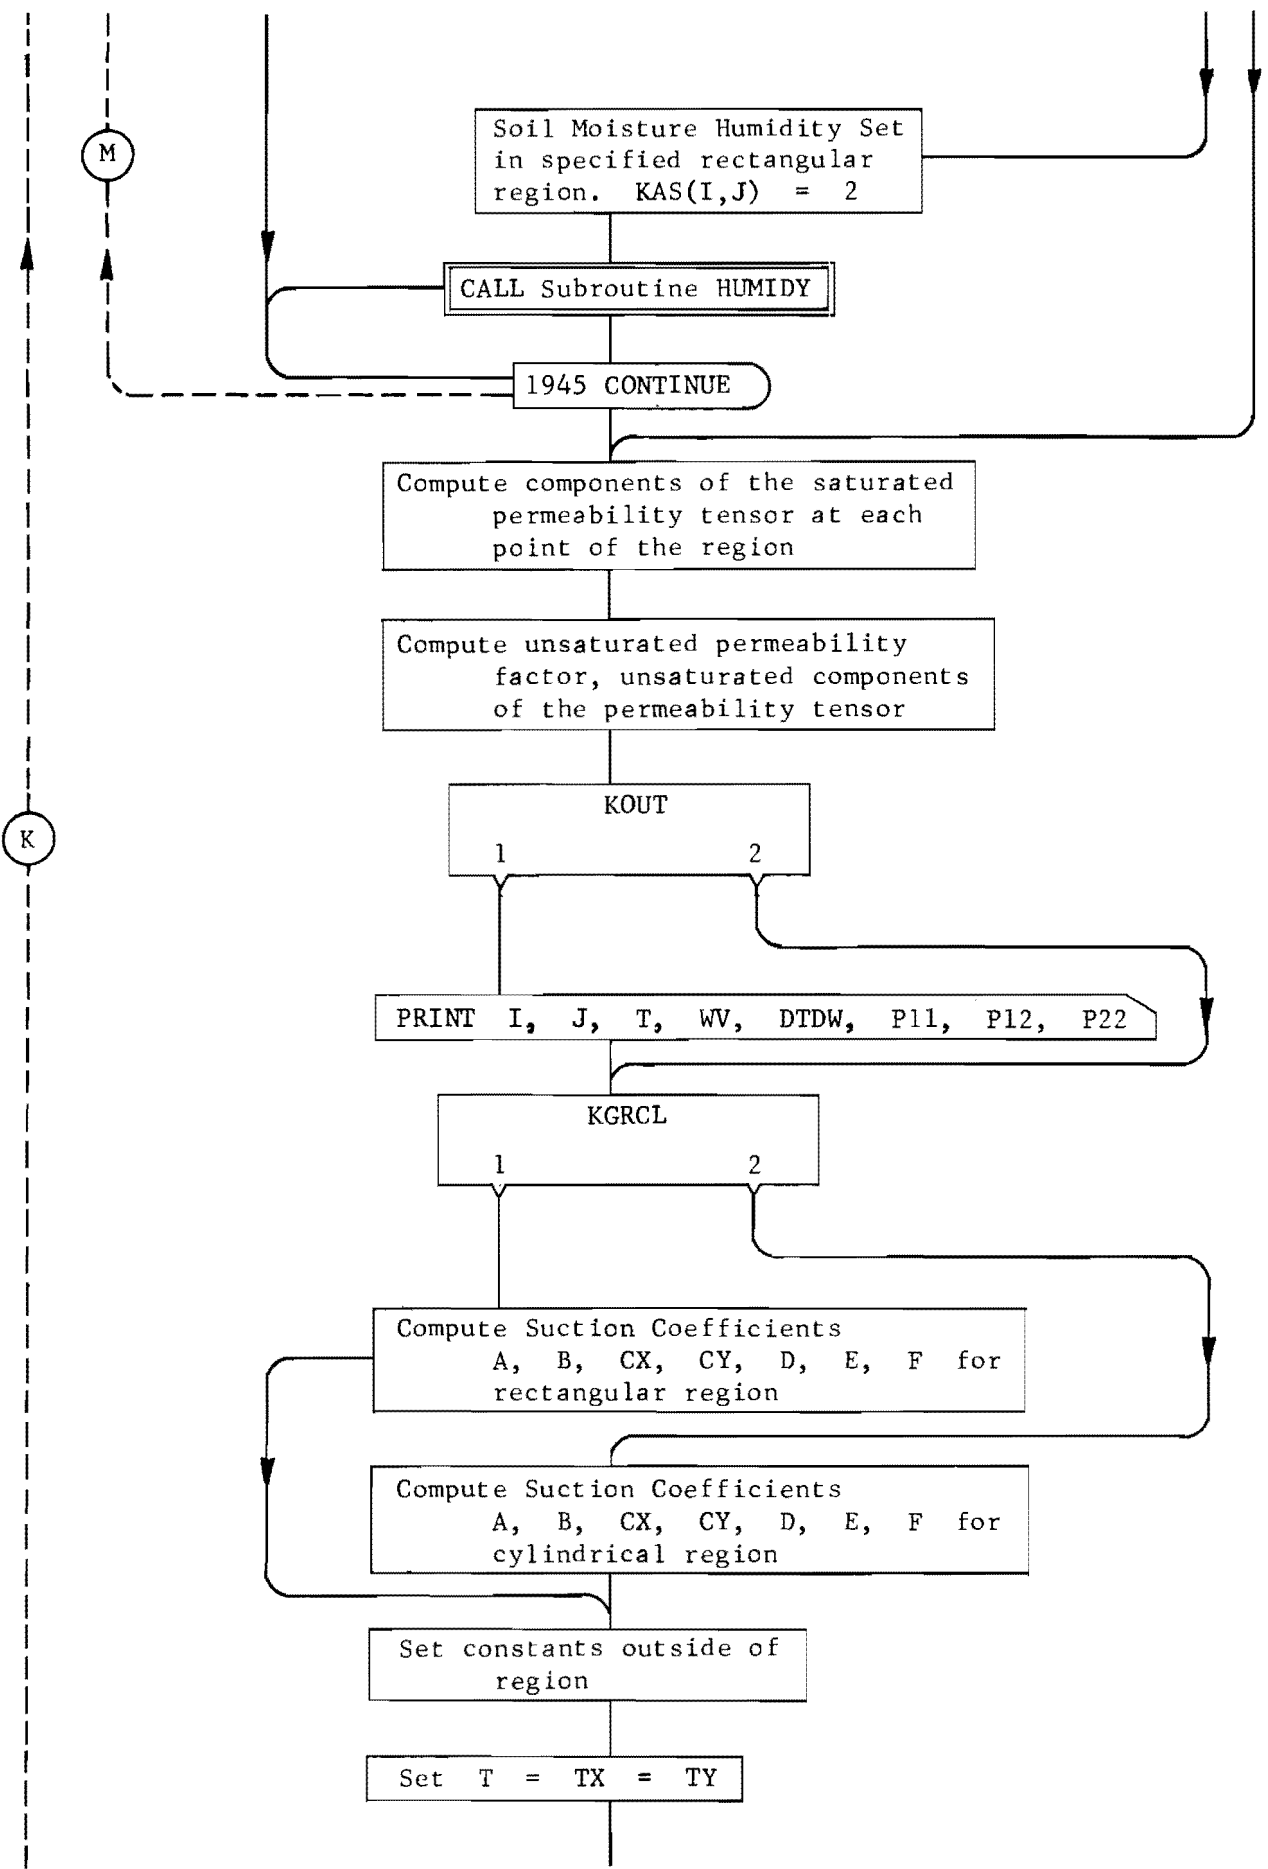 Soil Moisture Humidity Set
in specified rectangular
region. KAS(I,J) = 2
M
CALL Subroutine HUMIDY
1945 CONTINUE
Compute components of the saturated
permeability tensor at each
point of the region
Compute unsaturated permeability
factor, unsaturated components
of the permeability tensor
KOUT
1 2
K
PRINT I, J, T, WV, DTDW, P11, P12, P22
KGRCL
1 2
Compute Suction Coefficients
A, B, CX, CY, D, E, F for
rectangular region
Compute Suction Coefficients
A, B, CX, CY, D, E, F for
cylindrical region
Set constants outside of
region
Set T = TX = TY